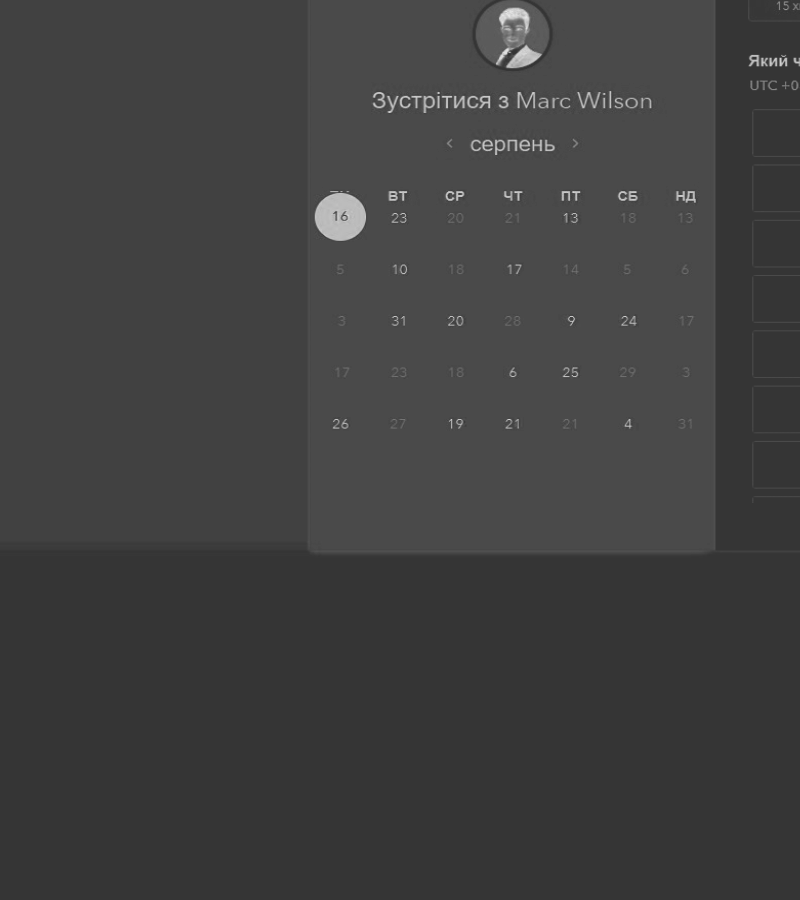 15
Який
UTC +0
Зустрітися з Marc Wilson
‹ серпень ›
ВТ СР ЧТ ПТ СБ НД
16 23 20 21 13 18 13
5 10 18 17 14 5 6
3 31 20 28 9 24 17
17 23 18 6 25 29 3
26 27 19 21 21 4 31